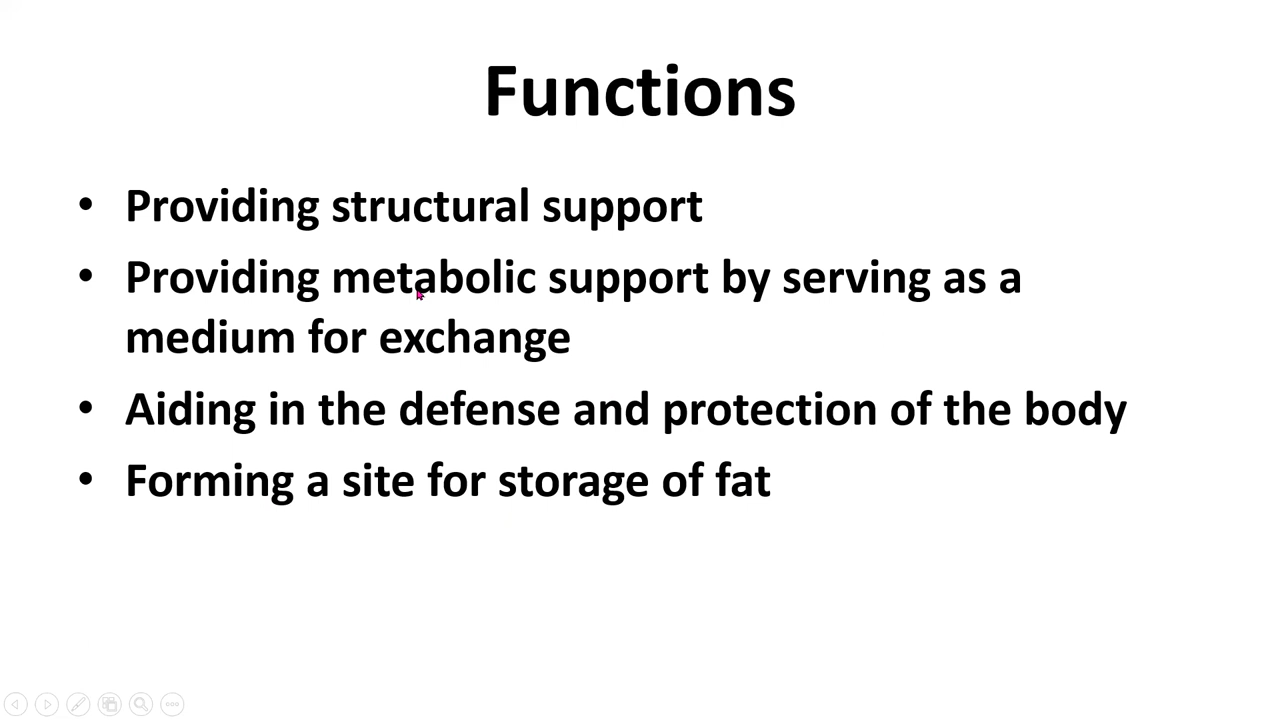 Functions
• Providing structural support
• Providing metabolic support by serving as a
medium for exchange
• Aiding in the defense and protection of the body
• Forming a site for storage of fat